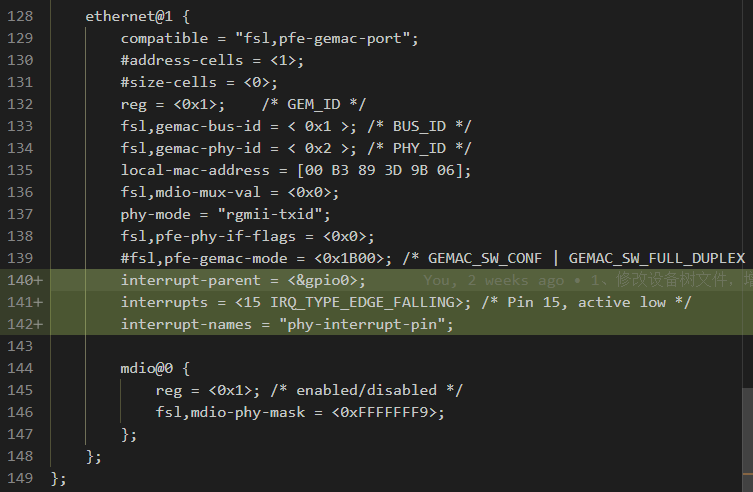 128 ethernet@1 {
129 compatible = "fsl,pfe-gemac-port";
130 #address-cells = <1>;
131 #size-cells = <0>;
132 reg = <0x1>; /* GEM_ID */
133 fsl,gemac-bus-id = < 0x1 >; /* BUS_ID */
134 fsl,gemac-phy-id = < 0x2 >; /* PHY_ID */
135 local-mac-address = [00 B3 89 3D 9B 06];
136 fsl,mdio-mux-val = <0x0>;
137 phy-mode = "rgmii-txid";
138 fsl,pfe-phy-if-flags = <0x0>;
139 #fsl,pfe-gemac-mode = <0x1B00>; /* GEMAC_SW_CONF | GEMAC_SW_FULL_DUPLEX
140+ interrupt-parent = <&gpio0>; You, 2 weeks ago • 1、修改设备树文件，增
141+ interrupts = <15 IRQ_TYPE_EDGE_FALLING>; /* Pin 15, active low */
142+ interrupt-names = "phy-interrupt-pin";
143
144 mdio@0 {
145 reg = <0x1>; /* enabled/disabled */
146 fsl,mdio-phy-mask = <0xFFFFFFF9>;
147 };
148 };
149 };